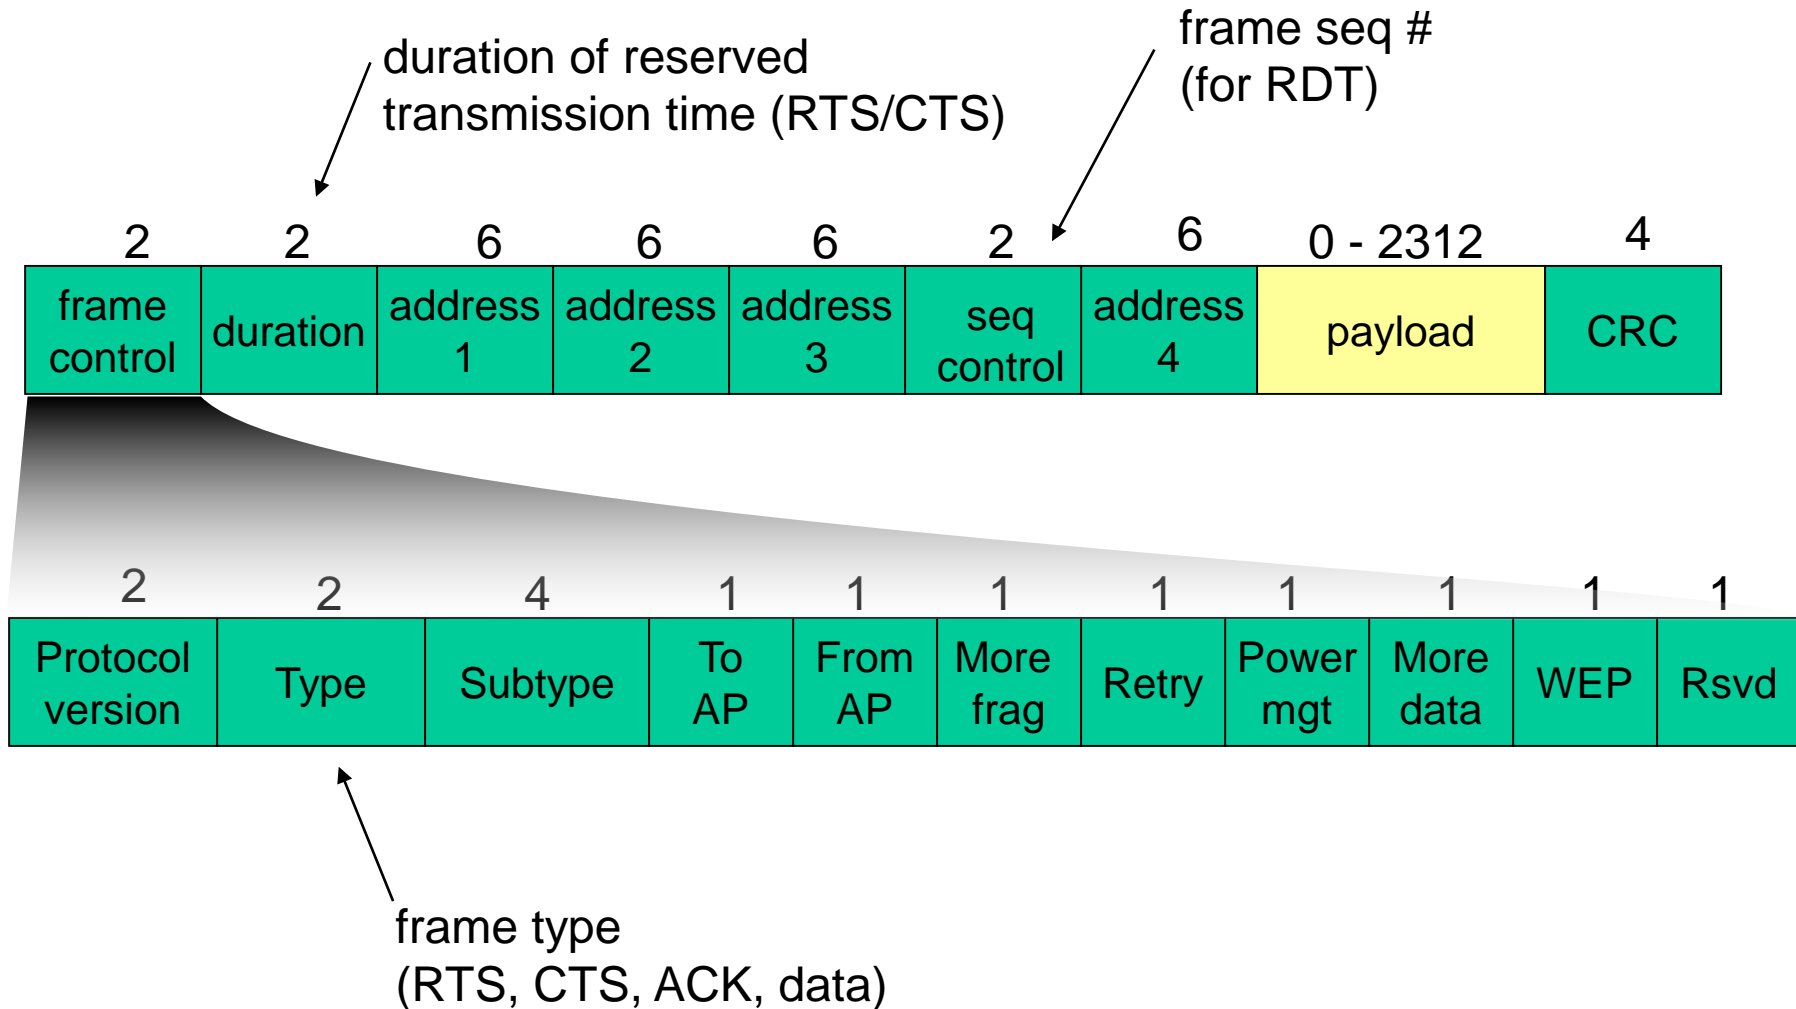 duration of reserved
transmission time (RTS/CTS)
frame seq #
(for RDT)
2 2 6 6 6 2 6 0 - 2312 4
frame
control
duration
address
1
address
2
address
3
seq
control
address
4
payload
CRC
2 2 4 1 1 1 1 1 1 1 1
Protocol
version
Type
Subtype
To
AP
From
AP
More
frag
Retry
Power
mgt
More
data
WEP
Rsvd
frame type
(RTS, CTS, ACK, data)